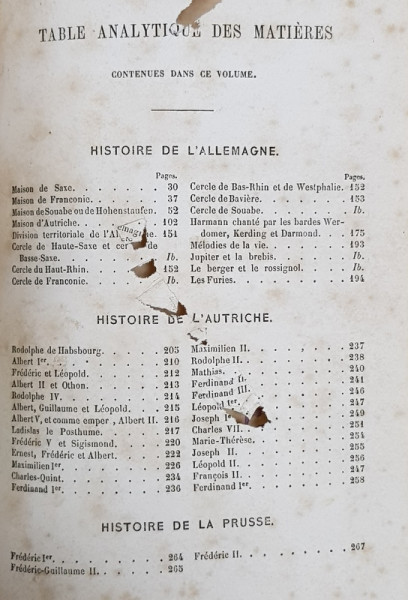 TABLE ANALYTIQUE DES MATIÈRES
CONTENUES DANS CE VOLUME.
HISTOIRE DE L'ALLEMAGNE.
Pages.
Maison de Saxe. . . . . . . 30
Maison de Franconie. . . . . . 37
Maison de Souabe ou de Hohenstaufen. 52
Maison d'Autriche. . . . . . 102
Division territoriale de l' 151
Cercle de Haute-Saxe et de
Basse-Saxe. . . . . . . Ib.
Cercle du Haut-Rhin. . . . . 152
Cercle de Franconie. . . . . . Ib.
Pages.
Cercle de Bas-Rhin et de Westphalie. 152
Cercle de Bavière. . . . . . 153
Cercle de Souabe. . . . . . Ib.
Harmann chanté par les bardes Wer-
domer, Kerding et Darmond. . . . 175
Mélodies de la vie. . . . . . 193
Jupiter et la brebis. . . . . . Ib.
Le berger et le rossignol. . . . . Ib.
Les Furies. . . . . . . . 194
HISTOIRE DE L'AUTRICHE.
Rodolphe de Habsbourg. . . . . 205
Albert Ier. . . . . . . . 210
Frédéric et Léopold. . . . . . 212
Albert II et Othon. . . . . . 213
Rodolphe IV. . . . . . . 214
Albert, Guillaume et Léopold. . . . 215
Albert V, et comme emper, Albert II. 216
Ladislas le Posthume. . . . . . 217
Frédéric V et Sigismond. . . . . 220
Ernest, Frédéric et Albert. . . . . 222
Maximilien Ier. . . . . . . 226
Charles-Quint. . . . . . . 234
Ferdinand Ier. . . . . . . 236
Maximilien II. . . . . . . 237
Rodolphe II. . . . . . . 238
Mathias. . . . . . . . 240
Ferdinand II. . . . . . . 241
Ferdinand III. . . . . . . 246
Léopold Ier. . . . . . . 247
Joseph Ier. . . . . . . 249
Charles VII. . . . . . . 251
Marie-Thérèse. . . . . . . 254
Joseph II. . . . . . . . 255
Léopold II. . . . . . . . 256
François II. . . . . . . . 247
Ferdinand Ier. . . . . . . 258
HISTOIRE DE LA PRUSSE.
Frédéric Ier. . . . . . . 264
Frédéric-Guillaume II. . . . . 265
Frédéric II. . . . . . . . 267